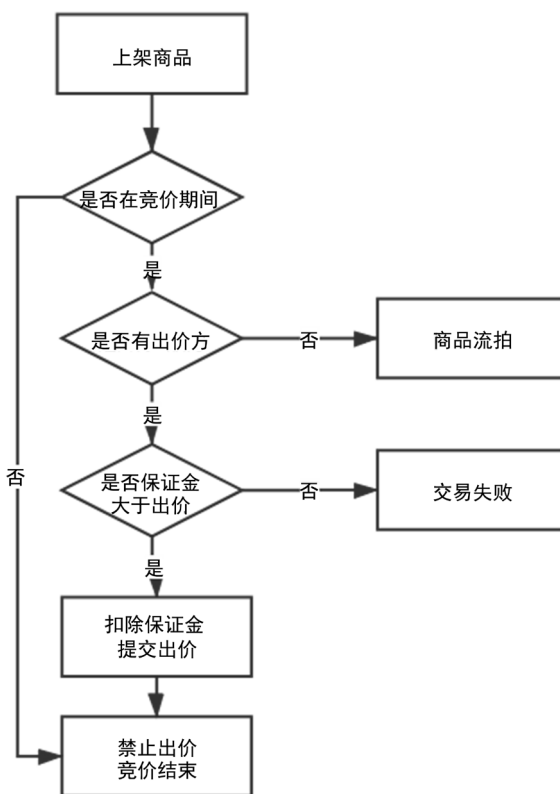 上架商品
是否在竞价期间
是
是否有出价方
否
商品流拍
是
否
是否保证金
大于出价
否
交易失败
是
扣除保证金
提交出价
禁止出价
竞价结束